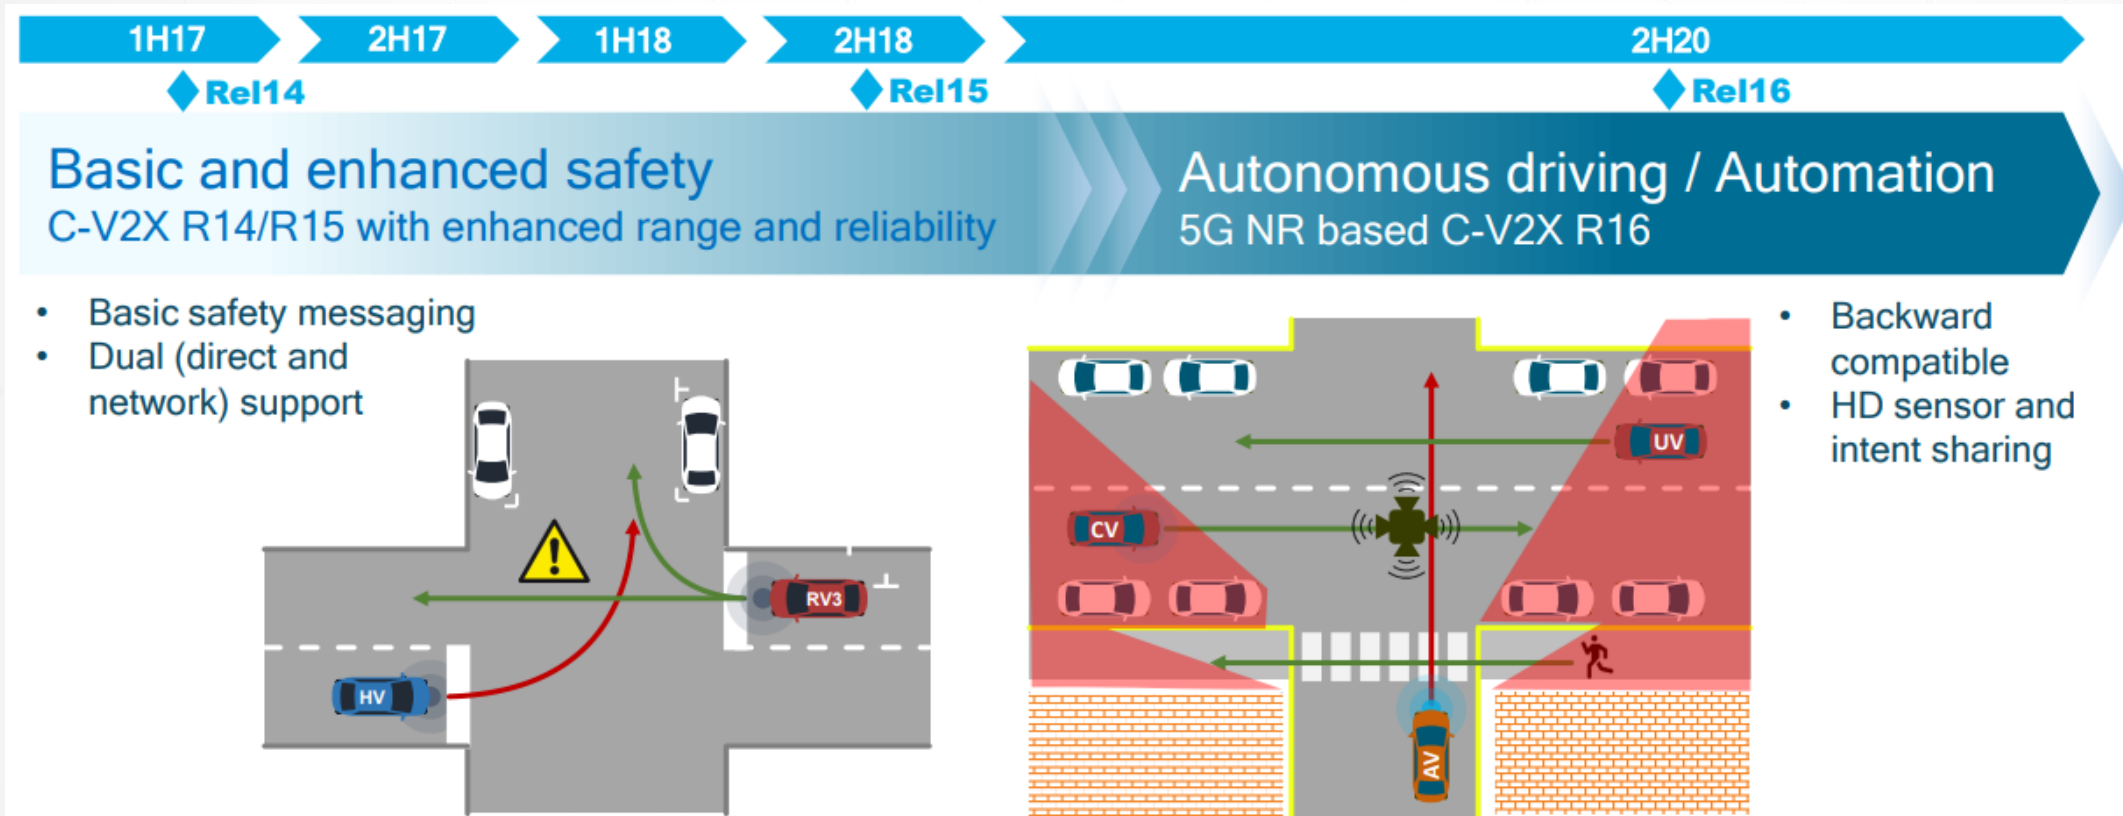 1H17
2H17
1H18
2H18
2H20
Rel14
Rel15
Rel16
Basic and enhanced safety
C-V2X R14/R15 with enhanced range and reliability
Autonomous driving / Automation
5G NR based C-V2X R16
• Basic safety messaging
• Dual (direct and
network) support
HV
RV3
CV
UV
AV
• Backward
compatible
• HD sensor and
intent sharing